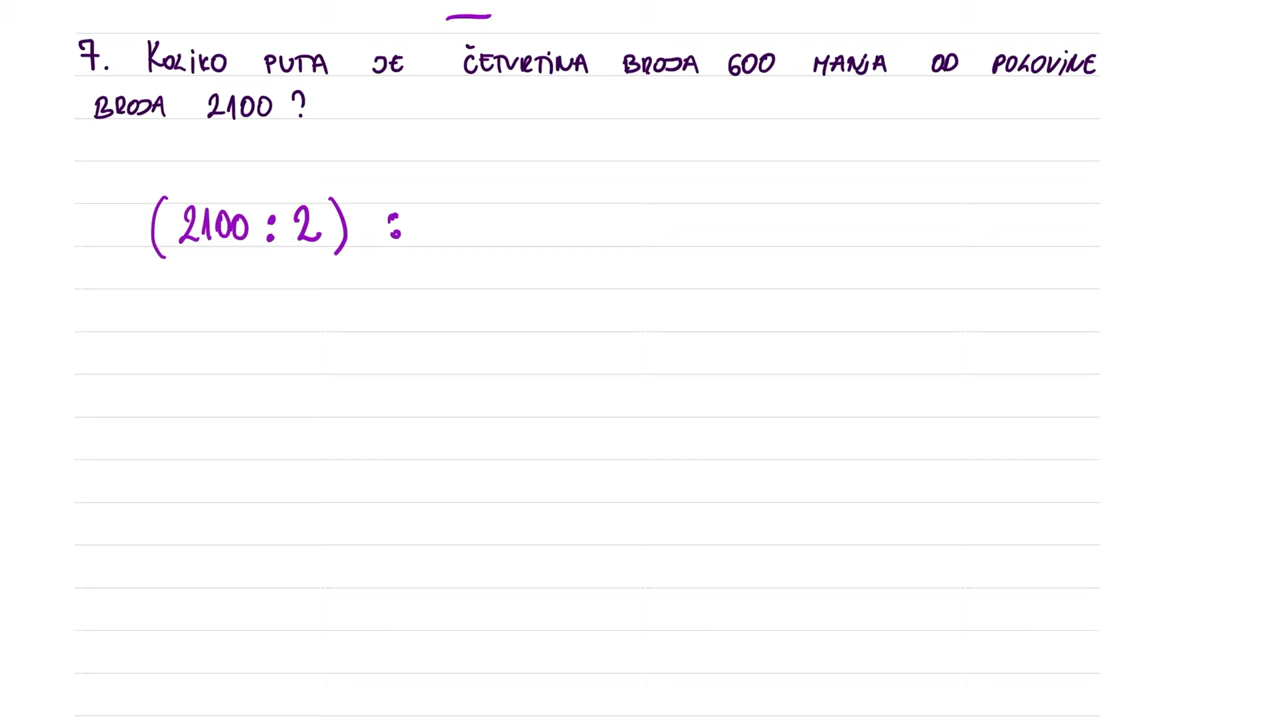 7. KOLIKO PUTA JE ČETVRTINA BROJA 600 MANJA OD POLOVINE
BROJA 2100 ?
(2100 : 2) :